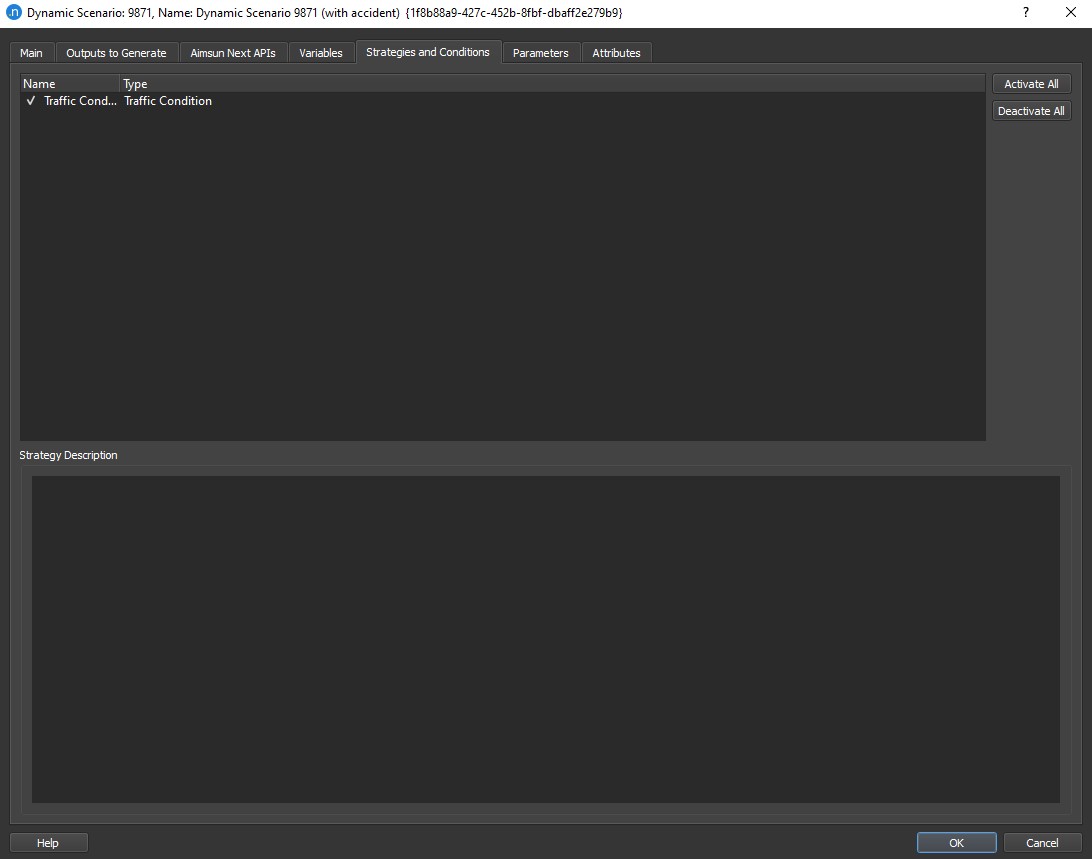 .n Dynamic Scenario: 9871, Name: Dynamic Scenario 9871 (with accident) {1f8b88a9-427c-452b-8fbf-dbaff2e279b9} ?
Main Outputs to Generate Aimsun Next APIs Variables Strategies and Conditions Parameters Attributes
Name Type Activate All
Traffic Cond... Traffic Condition
Deactivate All
Strategy Description
Help OK Cancel